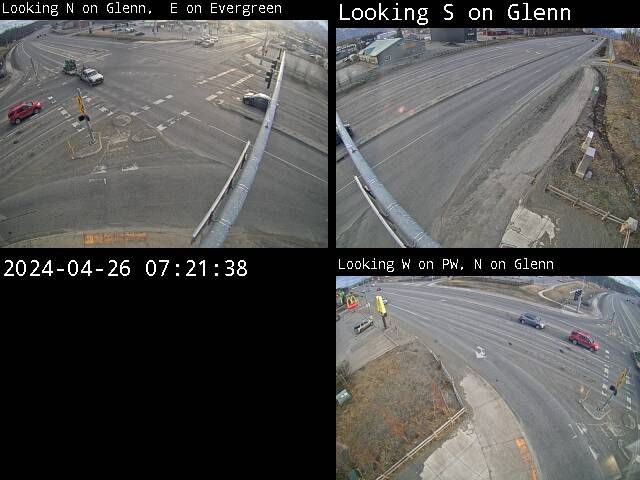 Looking N on Glenn,  E on Evergreen
Looking S on Glenn
2024-04-26 07:21:38
Looking W on PW, N on Glenn